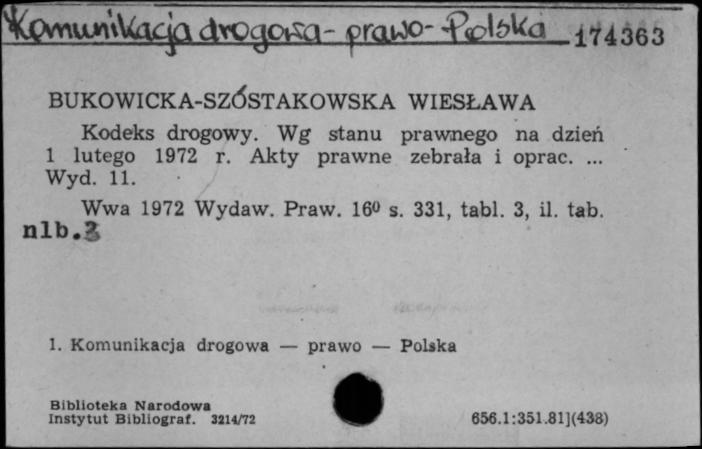 Komunikacja drogowa - prawo - Polska 174363
BUKOWICKA-SZÓSTAKOWSKA WIESŁAWA
Kodeks drogowy. Wg stanu prawnego na dzień
1 lutego 1972 r. Akty prawne zebrała i oprac. ...
Wyd. 11.
Wwa 1972 Wydaw. Praw. 16⁰ s. 331, tabl. 3, il. tab.
nlb.3
1. Komunikacja drogowa — prawo — Polska
Biblioteka Narodowa
Instytut Bibliograf. 3214/72 656.1:351.81](438)